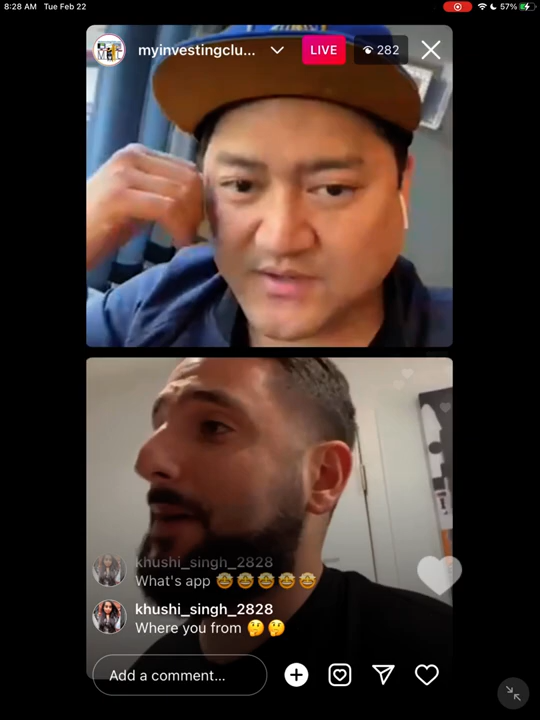 8:28 AM Tue Feb 22
57%
myinvestingclu...
LIVE
282
khushi_singh_2828
What's app 🤩🤩🤩🤩🤩
khushi_singh_2828
Where you from 🤔🤔
Add a comment...